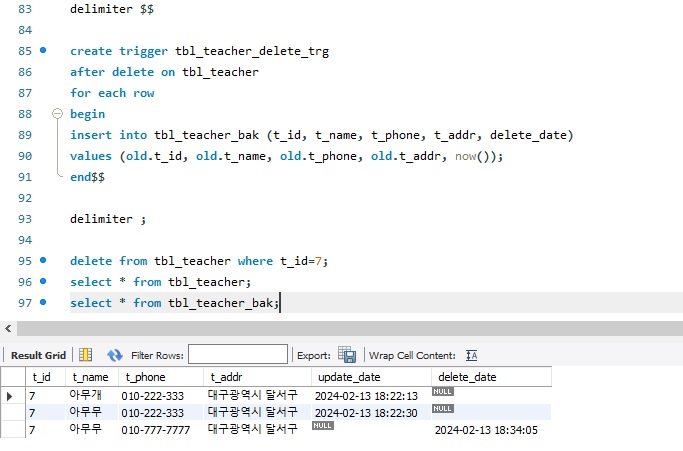 83 delimiter $$
84
85 create trigger tbl_teacher_delete_trg
86 after delete on tbl_teacher
87 for each row
88 begin
89 insert into tbl_teacher_bak (t_id, t_name, t_phone, t_addr, delete_date)
90 values (old.t_id, old.t_name, old.t_phone, old.t_addr, now());
91 end$$
92
93 delimiter ;
94
95 delete from tbl_teacher where t_id=7;
96 select * from tbl_teacher;
97 select * from tbl_teacher_bak;
Result Grid Filter Rows: Export: Wrap Cell Content: IA
t_id t_name t_phone t_addr update_date delete_date
7 아무개 010-222-333 대구광역시 달서구 2024-02-13 18:22:13 NULL
7 아무무 010-222-333 대구광역시 달서구 2024-02-13 18:22:30 NULL
7 아무무 010-777-7777 대구광역시 달서구 NULL 2024-02-13 18:34:05